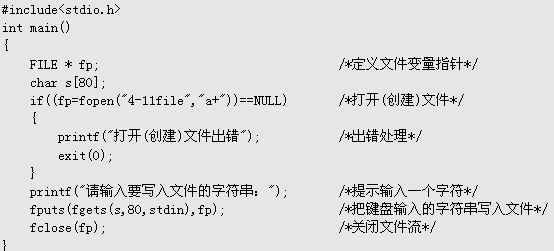 #include<stdio.h>
int main()
{
FILE * fp; /*定义文件变量指针*/
char s[80];
if((fp=fopen("4-11file","a+"))==NULL) /*打开(创建)文件*/
{
printf("打开(创建)文件出错"); /*出错处理*/
exit(0);
}
printf("请输入要写入文件的字符串："); /*提示输入一个字符*/
fputs(fgets(s,80,stdin),fp); /*把键盘输入的字符串写入文件*/
fclose(fp); /*关闭文件流*/
}